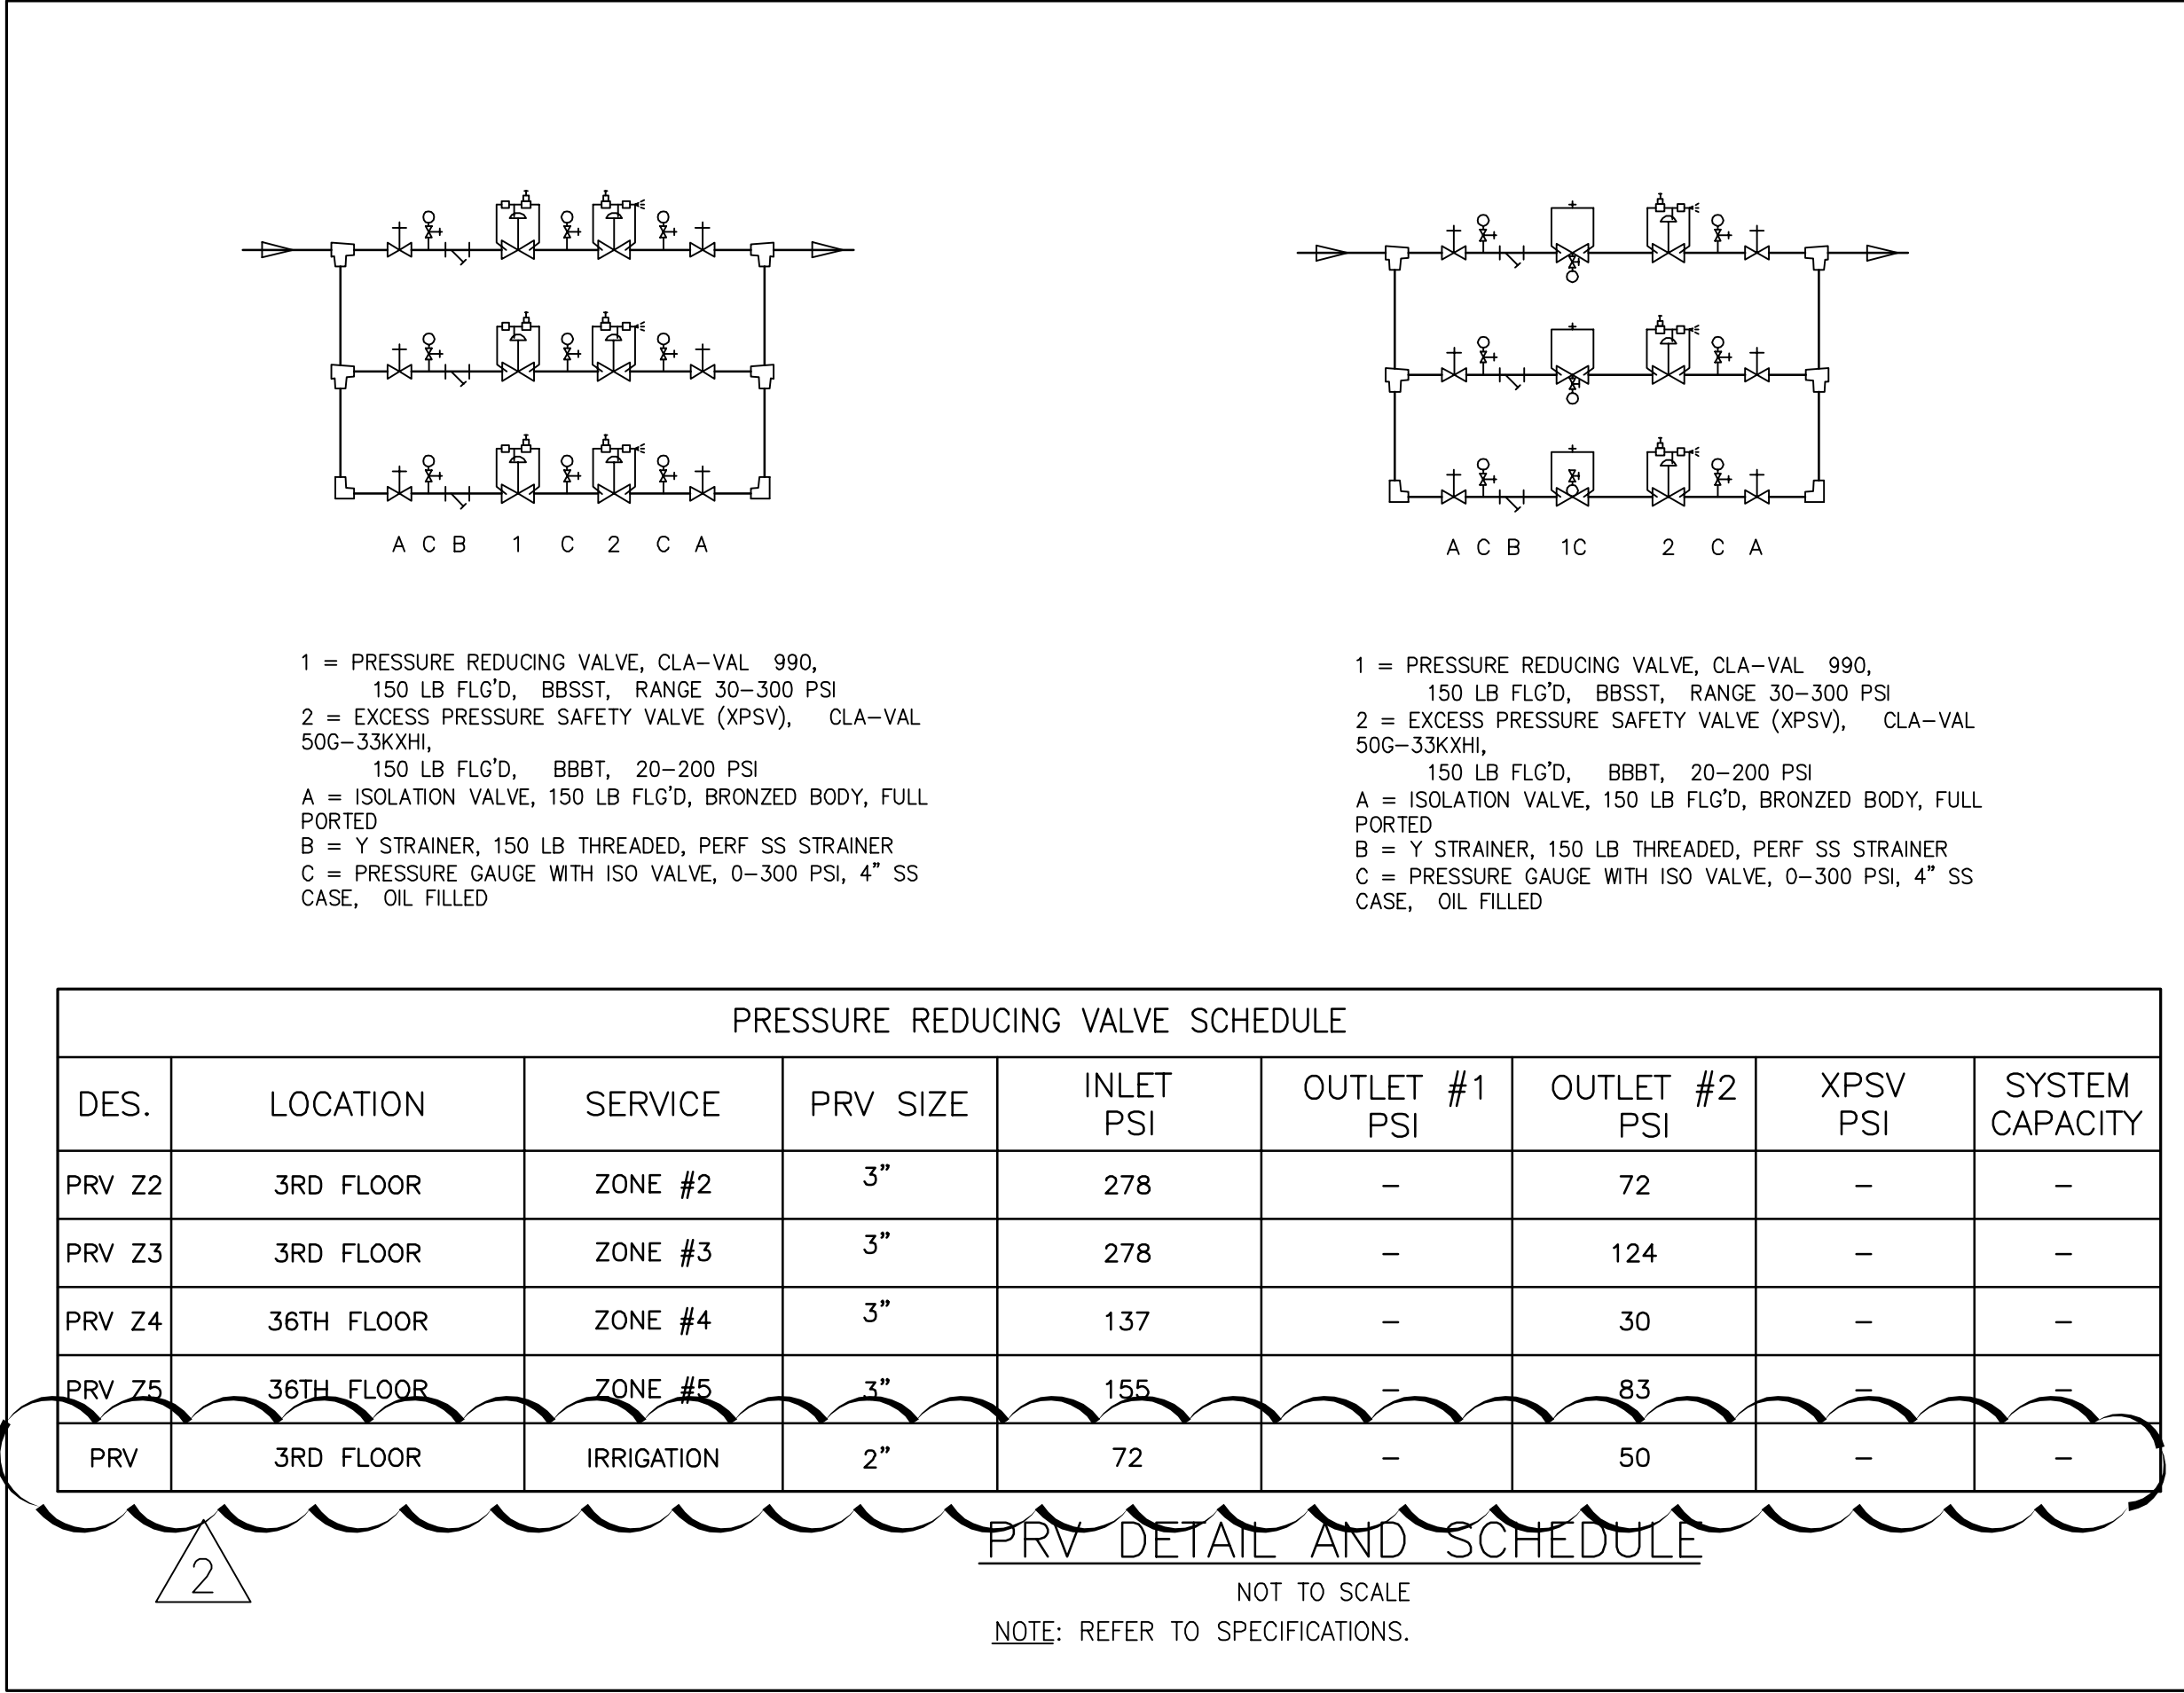 A C B 1 C 2 C A
A C B 1C 2 C A
1 = PRESSURE REDUCING VALVE, CLA-VAL 990,
150 LB FLG'D, BBSST, RANGE 30-300 PSI
2 = EXCESS PRESSURE SAFETY VALVE (XPSV), CLA-VAL
50G-33KXHI,
150 LB FLG'D, BBBT, 20-200 PSI
A = ISOLATION VALVE, 150 LB FLG'D, BRONZED BODY, FULL
PORTED
B = Y STRAINER, 150 LB THREADED, PERF SS STRAINER
C = PRESSURE GAUGE WITH ISO VALVE, 0-300 PSI, 4" SS
CASE, OIL FILLED
1 = PRESSURE REDUCING VALVE, CLA-VAL 990,
150 LB FLG'D, BBSST, RANGE 30-300 PSI
2 = EXCESS PRESSURE SAFETY VALVE (XPSV), CLA-VAL
50G-33KXHI,
150 LB FLG'D, BBBT, 20-200 PSI
A = ISOLATION VALVE, 150 LB FLG'D, BRONZED BODY, FULL
PORTED
B = Y STRAINER, 150 LB THREADED, PERF SS STRAINER
C = PRESSURE GAUGE WITH ISO VALVE, 0-300 PSI, 4" SS
CASE, OIL FILLED
PRESSURE REDUCING VALVE SCHEDULE
DES. LOCATION SERVICE PRV SIZE INLET PSI OUTLET #1 PSI OUTLET #2 PSI XPSV PSI SYSTEM CAPACITY
PRV Z2 3RD FLOOR ZONE #2 3" 278 - 72 - -
PRV Z3 3RD FLOOR ZONE #3 3" 278 - 124 - -
PRV Z4 36TH FLOOR ZONE #4 3" 137 - 30 - -
PRV Z5 36TH FLOOR ZONE #5 3" 155 - 83 - -
PRV 3RD FLOOR IRRIGATION 2" 72 - 50 - -
2
PRV DETAIL AND SCHEDULE
NOT TO SCALE
NOTE: REFER TO SPECIFICATIONS.